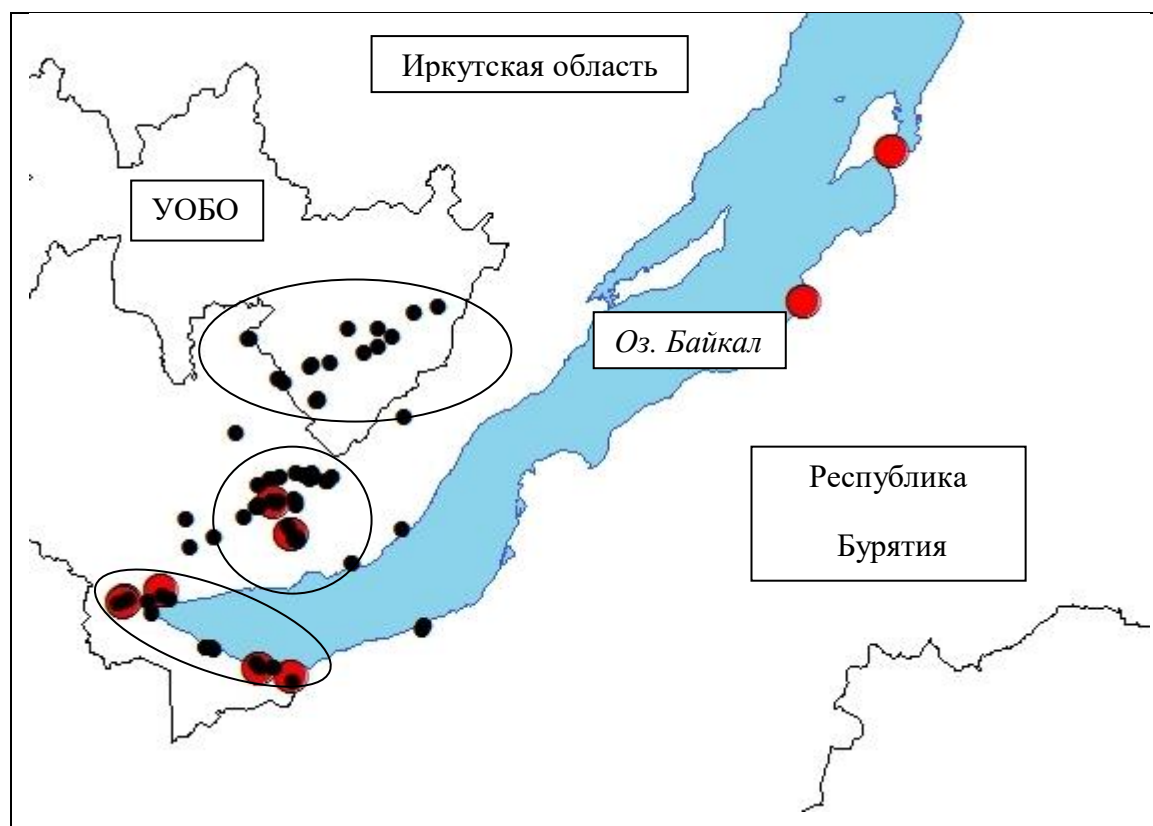 Иркутская область
УОБО
Оз. Байкал
Республика
Бурятия